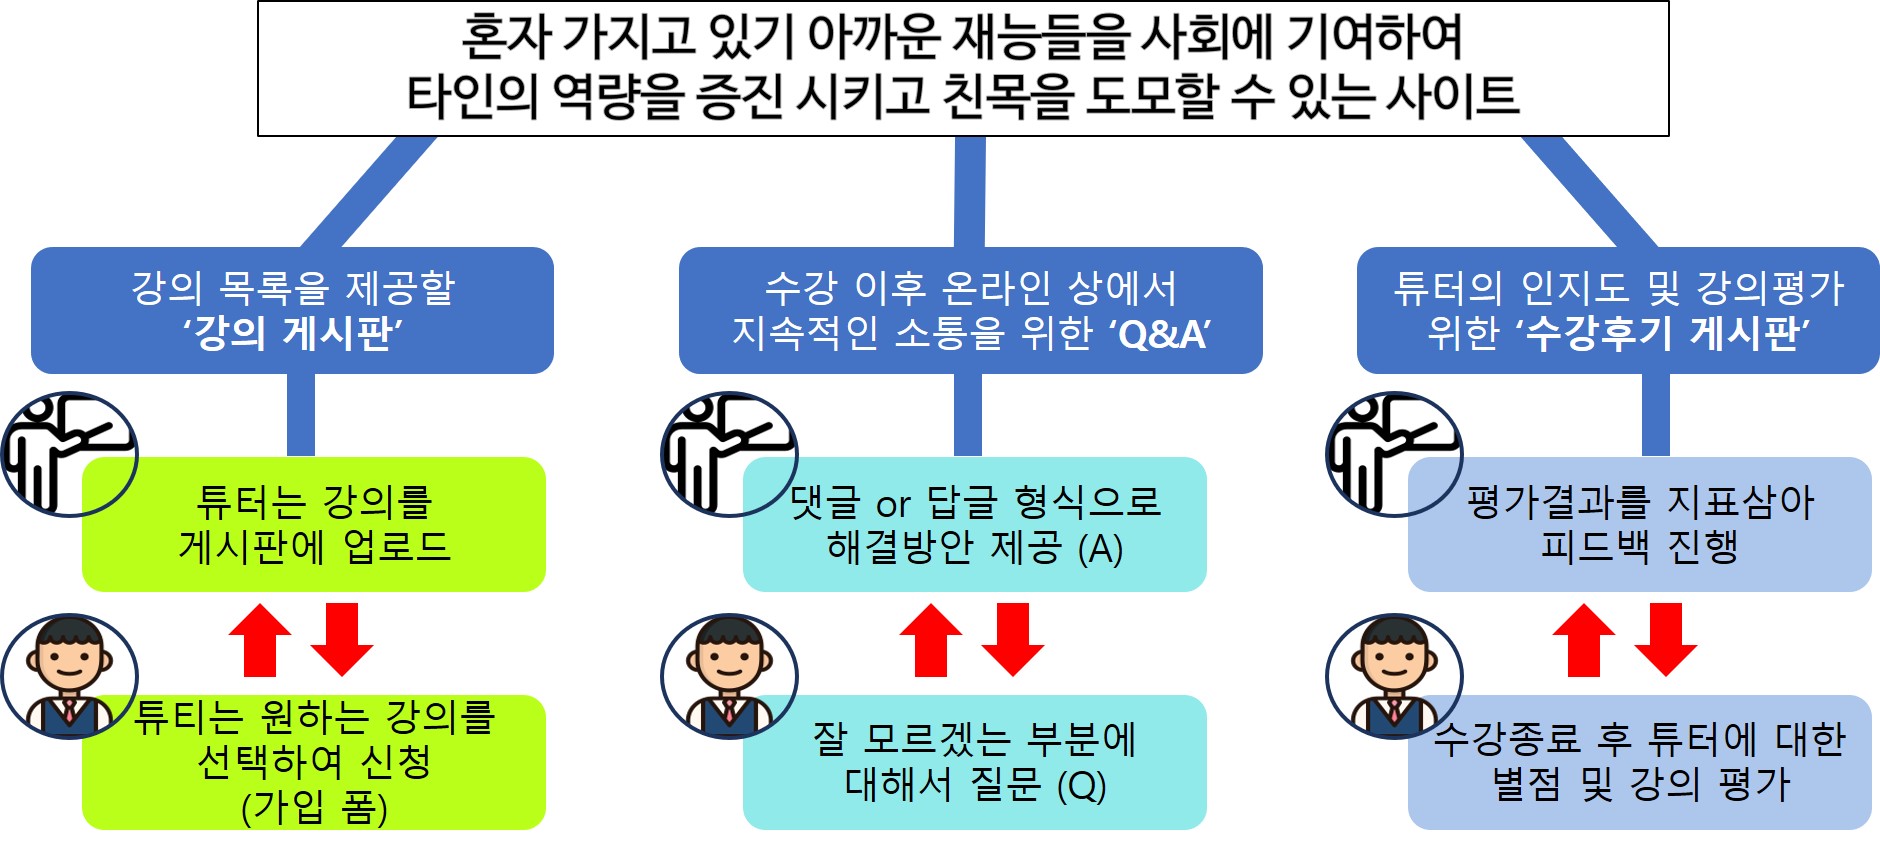 혼자 가지고 있기 아까운 재능들을 사회에 기여하여
타인의 역량을 증진 시키고 친목을 도모할 수 있는 사이트
강의 목록을 제공할
‘강의 게시판’
수강 이후 온라인 상에서
지속적인 소통을 위한 ‘Q&A’
튜터의 인지도 및 강의평가
위한 ‘수강후기 게시판’
튜터는 강의를
게시판에 업로드
댓글 or 답글 형식으로
해결방안 제공 (A)
평가결과를 지표삼아
피드백 진행
튜티는 원하는 강의를
선택하여 신청
(가입 폼)
잘 모르겠는 부분에
대해서 질문 (Q)
수강종료 후 튜터에 대한
별점 및 강의 평가